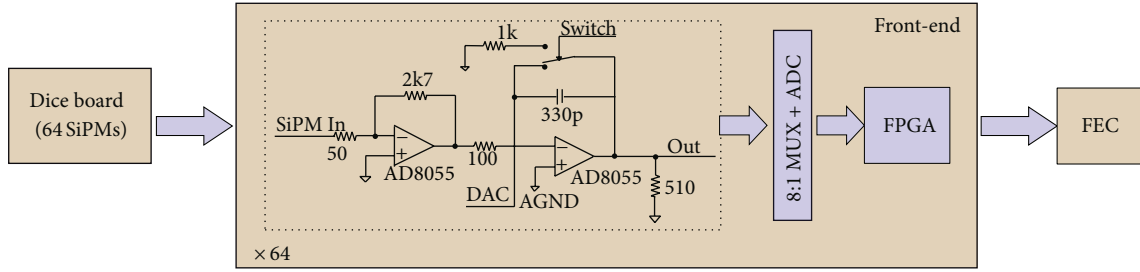 Front-end
1k
Switch
2k7
Dice board
(64 SiPMs)
SiPM In
50
AD8055
100
330p
AD8055
DAC
AGND
Out
510
8:1 MUX + ADC
FPGA
FEC
× 64